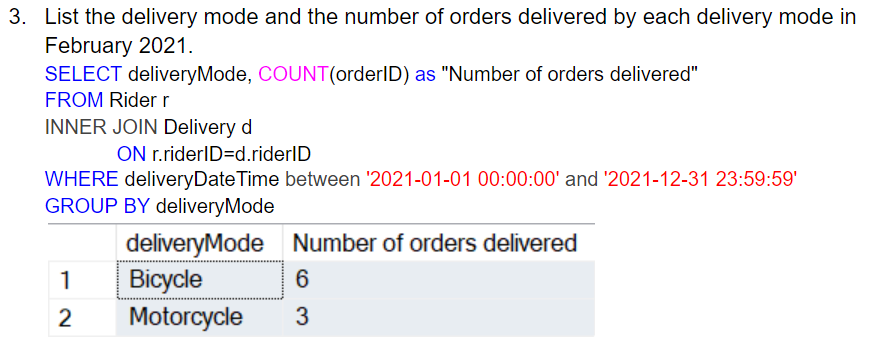 3. List the delivery mode and the number of orders delivered by each delivery mode in
February 2021.
SELECT deliveryMode, COUNT(orderID) as "Number of orders delivered"
FROM Rider r
INNER JOIN Delivery d
ON r.riderID=d.riderID
WHERE deliveryDateTime between '2021-01-01 00:00:00' and '2021-12-31 23:59:59'
GROUP BY deliveryMode
deliveryMode Number of orders delivered
1 Bicycle 6
2 Motorcycle 3